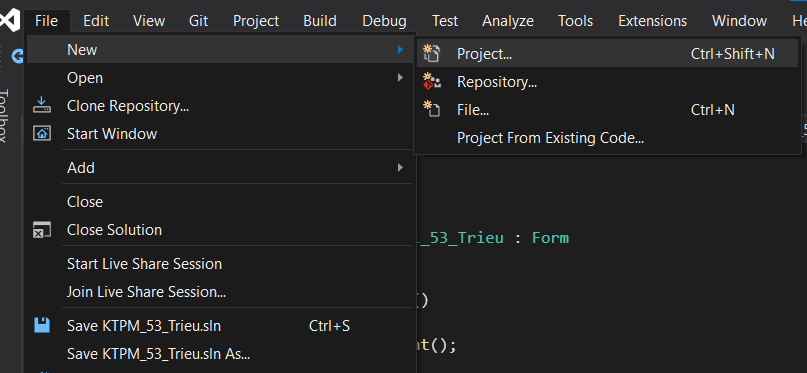 File Edit View Git Project Build Debug Test Analyze Tools Extensions Window He
New
Project... Ctrl+Shift+N
Open
Repository...
Clone Repository...
File... Ctrl+N
Start Window
Project From Existing Code...
Toolbox
Add
Close
Close Solution
_53_Trieu : Form
Start Live Share Session
Join Live Share Session...
()
Save KTPM_53_Trieu.sln Ctrl+S
nt();
Save KTPM_53_Trieu.sln As...